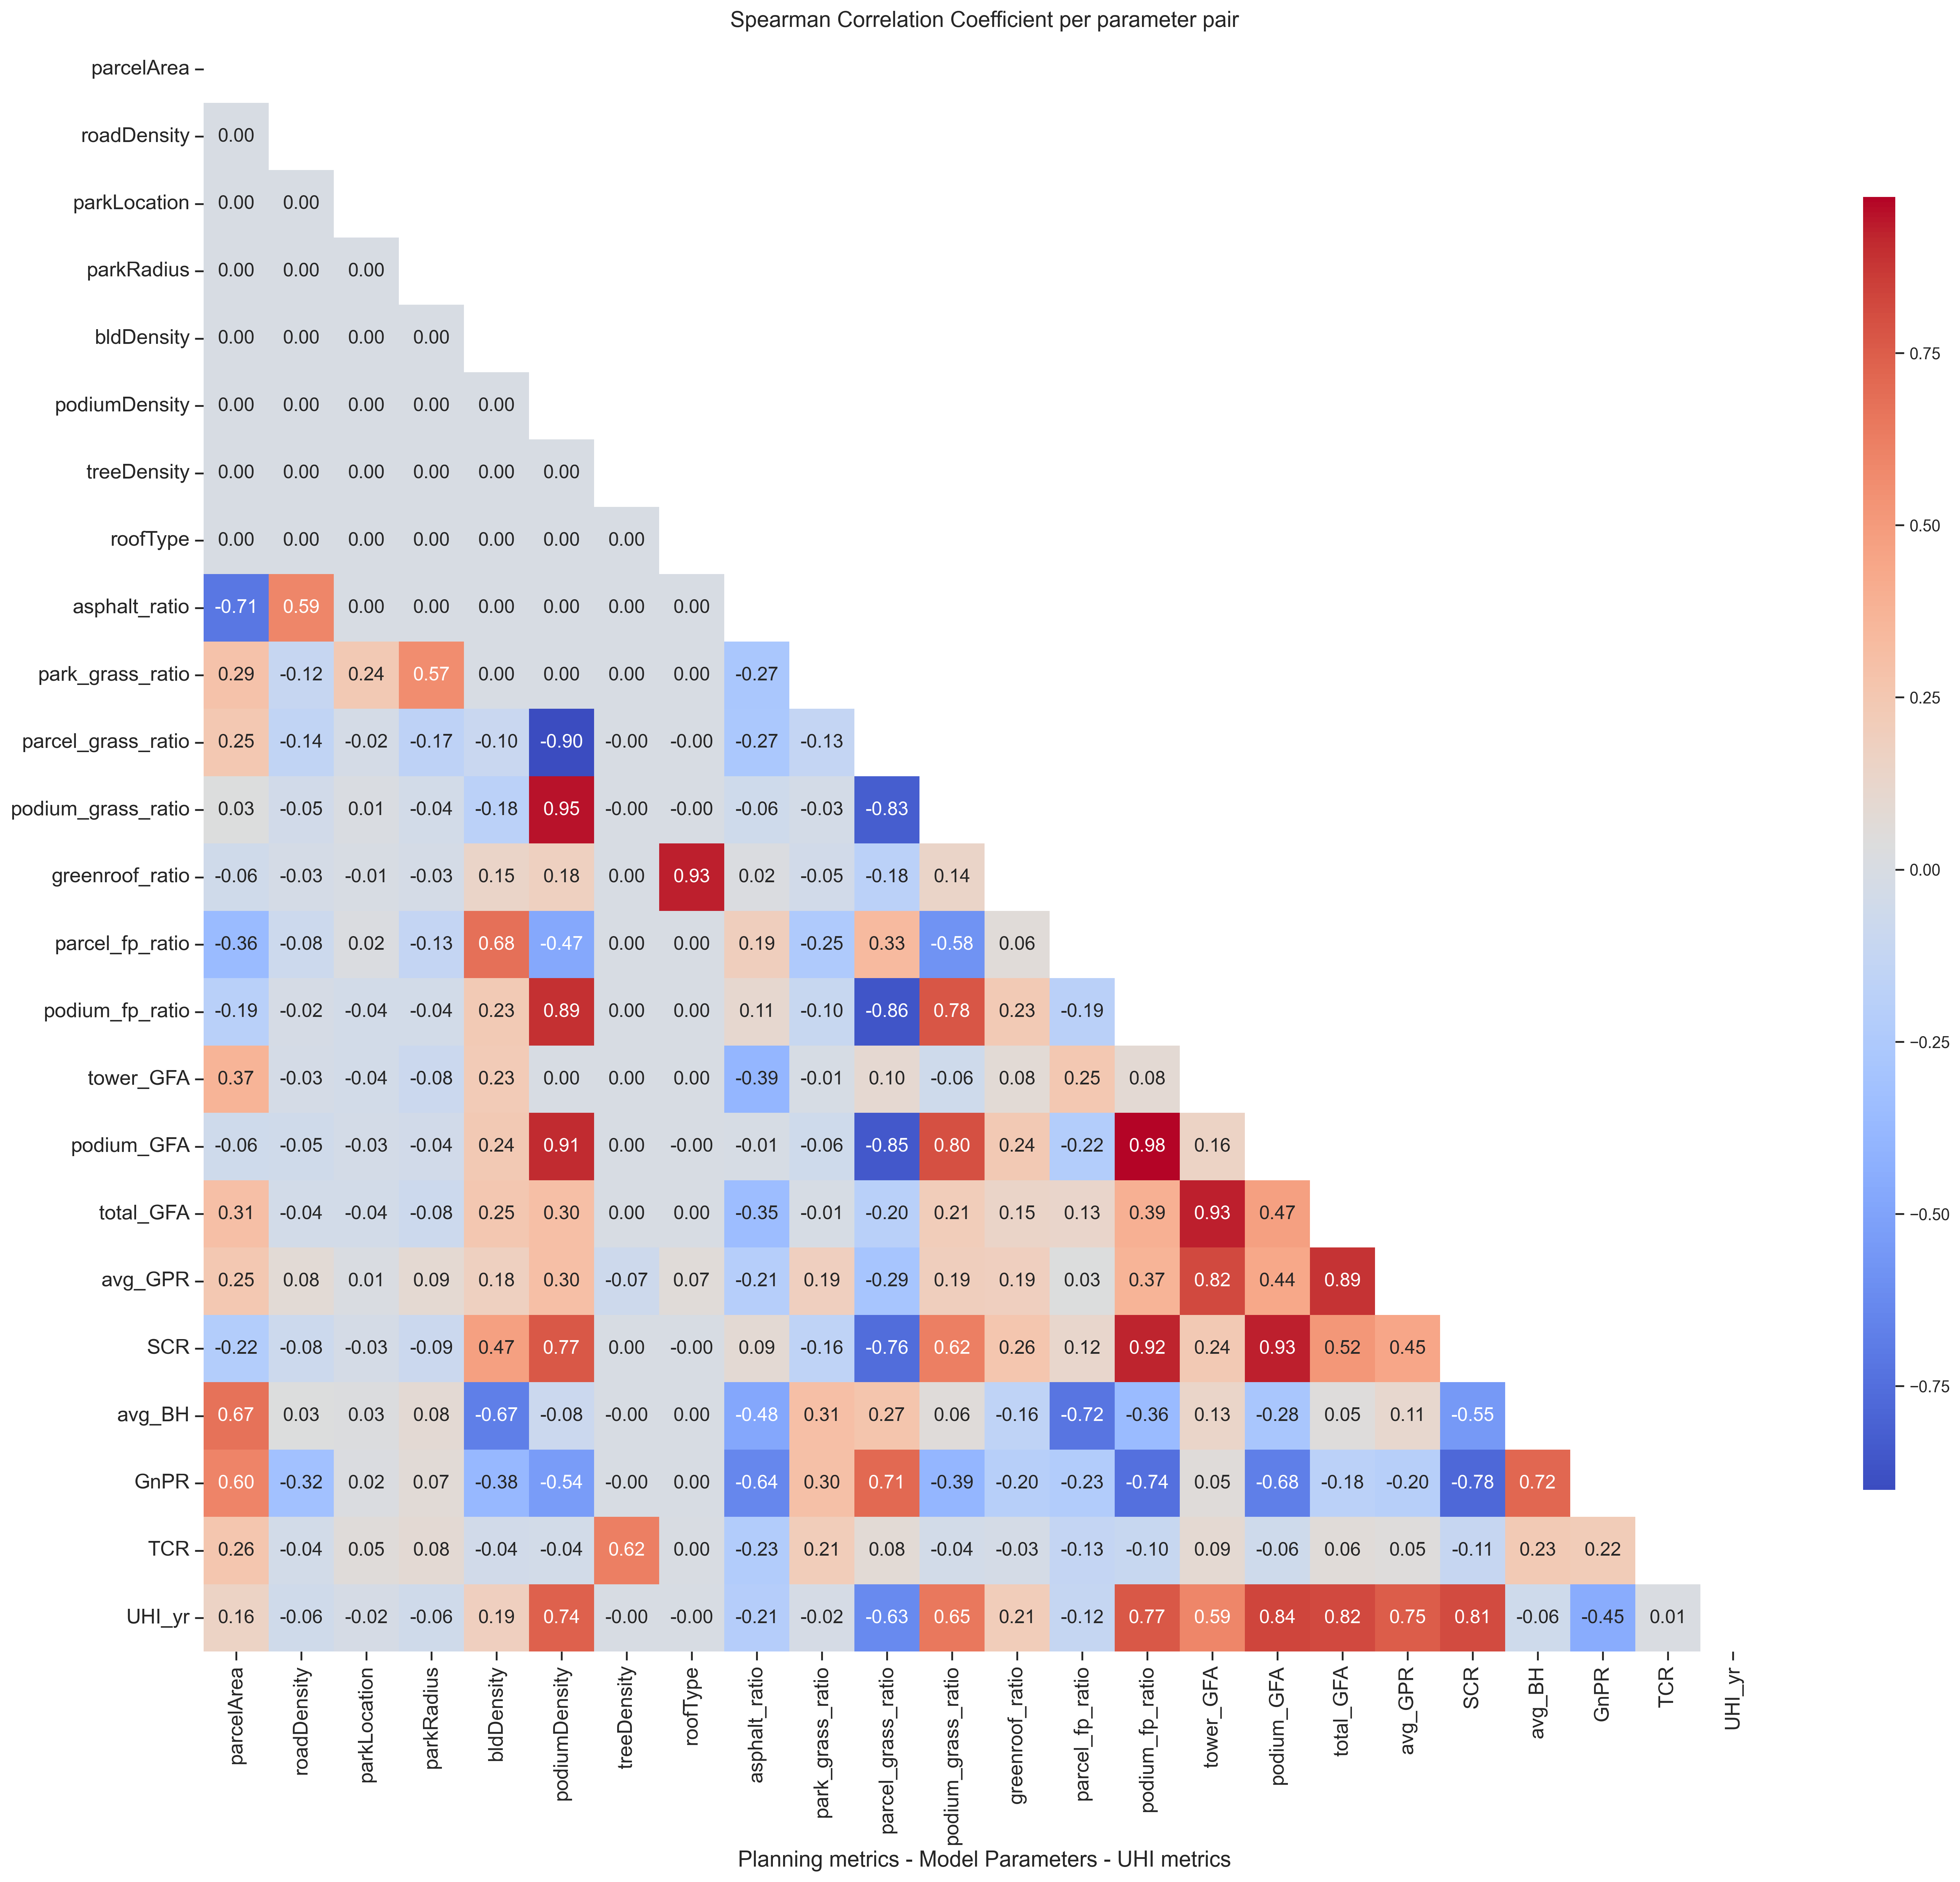 Spearman Correlation Coefficient per parameter pair
parcelArea
roadDensity 0.00
parkLocation 0.00 0.00
parkRadius 0.00 0.00 0.00
bldDensity 0.00 0.00 0.00 0.00
podiumDensity 0.00 0.00 0.00 0.00 0.00
treeDensity 0.00 0.00 0.00 0.00 0.00 0.00
roofType 0.00 0.00 0.00 0.00 0.00 0.00 0.00
asphalt_ratio -0.71 0.59 0.00 0.00 0.00 0.00 0.00 0.00
park_grass_ratio 0.29 -0.12 0.24 0.57 0.00 0.00 0.00 0.00 -0.27
parcel_grass_ratio 0.25 -0.14 -0.02 -0.17 -0.10 -0.90 -0.00 -0.00 -0.27 -0.13
podium_grass_ratio 0.03 -0.05 0.01 -0.04 -0.18 0.95 -0.00 -0.00 -0.06 -0.03 -0.83
greenroof_ratio -0.06 -0.03 -0.01 -0.03 0.15 0.18 0.00 0.93 0.02 -0.05 -0.18 0.14
parcel_fp_ratio -0.36 -0.08 0.02 -0.13 0.68 -0.47 0.00 0.00 0.19 -0.25 0.33 -0.58 0.06
podium_fp_ratio -0.19 -0.02 -0.04 -0.04 0.23 0.89 0.00 0.00 0.11 -0.10 -0.86 0.78 0.23 -0.19
tower_GFA 0.37 -0.03 -0.04 -0.08 0.23 0.00 0.00 0.00 -0.39 -0.01 0.10 -0.06 0.08 0.25 0.08
podium_GFA -0.06 -0.05 -0.03 -0.04 0.24 0.91 0.00 -0.00 -0.01 -0.06 -0.85 0.80 0.24 -0.22 0.98 0.16
total_GFA 0.31 -0.04 -0.04 -0.08 0.25 0.30 0.00 0.00 -0.35 -0.01 -0.20 0.21 0.15 0.13 0.39 0.93 0.47
avg_GPR 0.25 0.08 0.01 0.09 0.18 0.30 -0.07 0.07 -0.21 0.19 -0.29 0.19 0.19 0.03 0.37 0.82 0.44 0.89
SCR -0.22 -0.08 -0.03 -0.09 0.47 0.77 0.00 -0.00 0.09 -0.16 -0.76 0.62 0.26 0.12 0.92 0.24 0.93 0.52 0.45
avg_BH 0.67 0.03 0.03 0.08 -0.67 -0.08 -0.00 0.00 -0.48 0.31 0.27 0.06 -0.16 -0.72 -0.36 0.13 -0.28 0.05 0.11 -0.55
GnPR 0.60 -0.32 0.02 0.07 -0.38 -0.54 -0.00 0.00 -0.64 0.30 0.71 -0.39 -0.20 -0.23 -0.74 0.05 -0.68 -0.18 -0.20 -0.78 0.72
TCR 0.26 -0.04 0.05 0.08 -0.04 -0.04 0.62 0.00 -0.23 0.21 0.08 -0.04 -0.03 -0.13 -0.10 0.09 -0.06 0.06 0.05 -0.11 0.23 0.22
UHI_yr 0.16 -0.06 -0.02 -0.06 0.19 0.74 -0.00 -0.00 -0.21 -0.02 -0.63 0.65 0.21 -0.12 0.77 0.59 0.84 0.82 0.75 0.81 -0.06 -0.45 0.01
parcelArea
roadDensity
parkLocation
parkRadius
bldDensity
podiumDensity
treeDensity
roofType
asphalt_ratio
park_grass_ratio
parcel_grass_ratio
podium_grass_ratio
greenroof_ratio
parcel_fp_ratio
podium_fp_ratio
tower_GFA
podium_GFA
total_GFA
avg_GPR
SCR
avg_BH
GnPR
TCR
UHI_yr
Planning metrics - Model Parameters - UHI metrics
0.75
0.50
0.25
0.00
−0.25
−0.50
−0.75